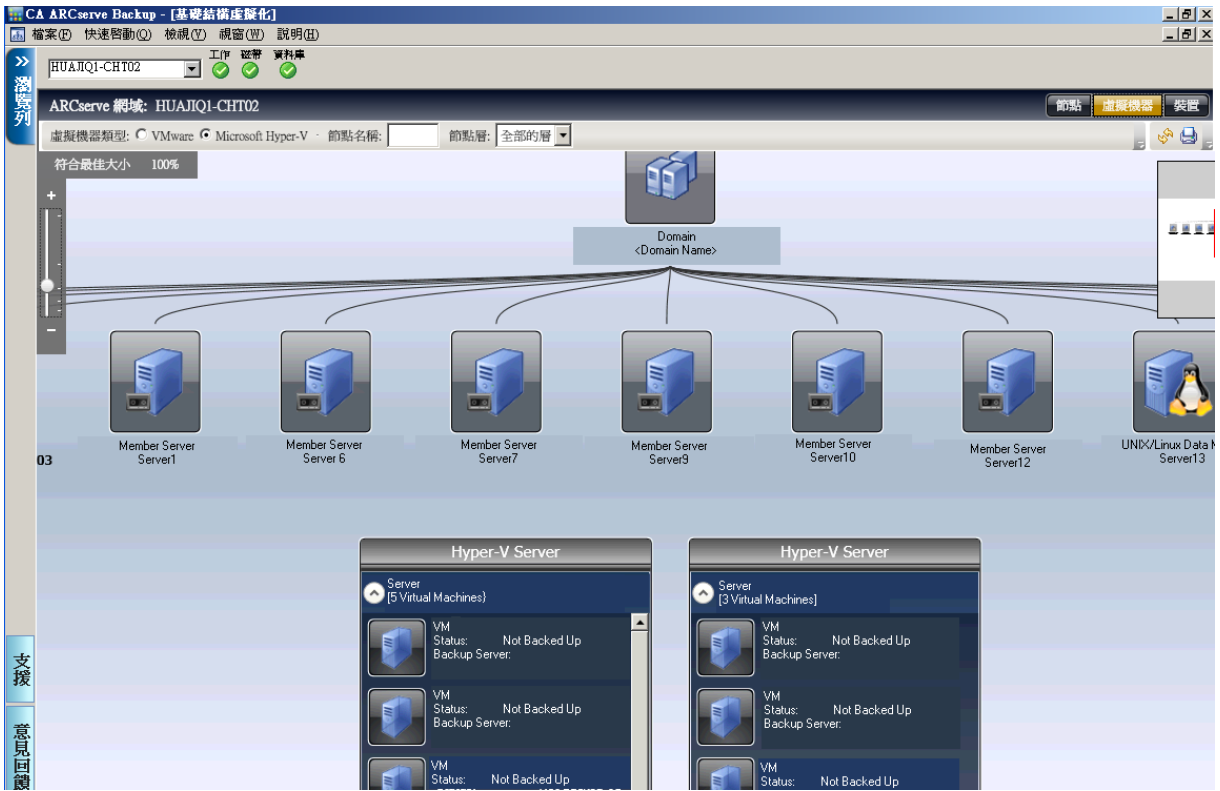 CA ARCserve Backup - [基礎結構虛擬化]
檔案(F) 快速啟動(Q) 檢視(Y) 視窗(W) 說明(H)
工作 磁帶 資料庫
HUAJIQ1-CHT02
瀏覽列
ARCserve 網域: HUAJIQ1-CHT02
節點 虛擬機器 裝置
虛擬機器類型: VMware Microsoft Hyper-V 節點名稱: 節點層: 全部的層
符合最佳大小 100%
Domain
<Domain Name>
Member Server
Server1
Member Server
Server 6
Member Server
Server7
Member Server
Server9
Member Server
Server10
Member Server
Server12
UNIX/Linux Data
Server13
03
Hyper-V Server
Server
[5 Virtual Machines}
VM
Status: Not Backed Up
Backup Server:
VM
Status: Not Backed Up
Backup Server:
VM
Status: Not Backed Up
Hyper-V Server
Server
[3 Virtual Machines]
VM
Status: Not Backed Up
Backup Server:
VM
Status: Not Backed Up
Backup Server:
VM
Status: Not Backed Up
支援
意見回饋